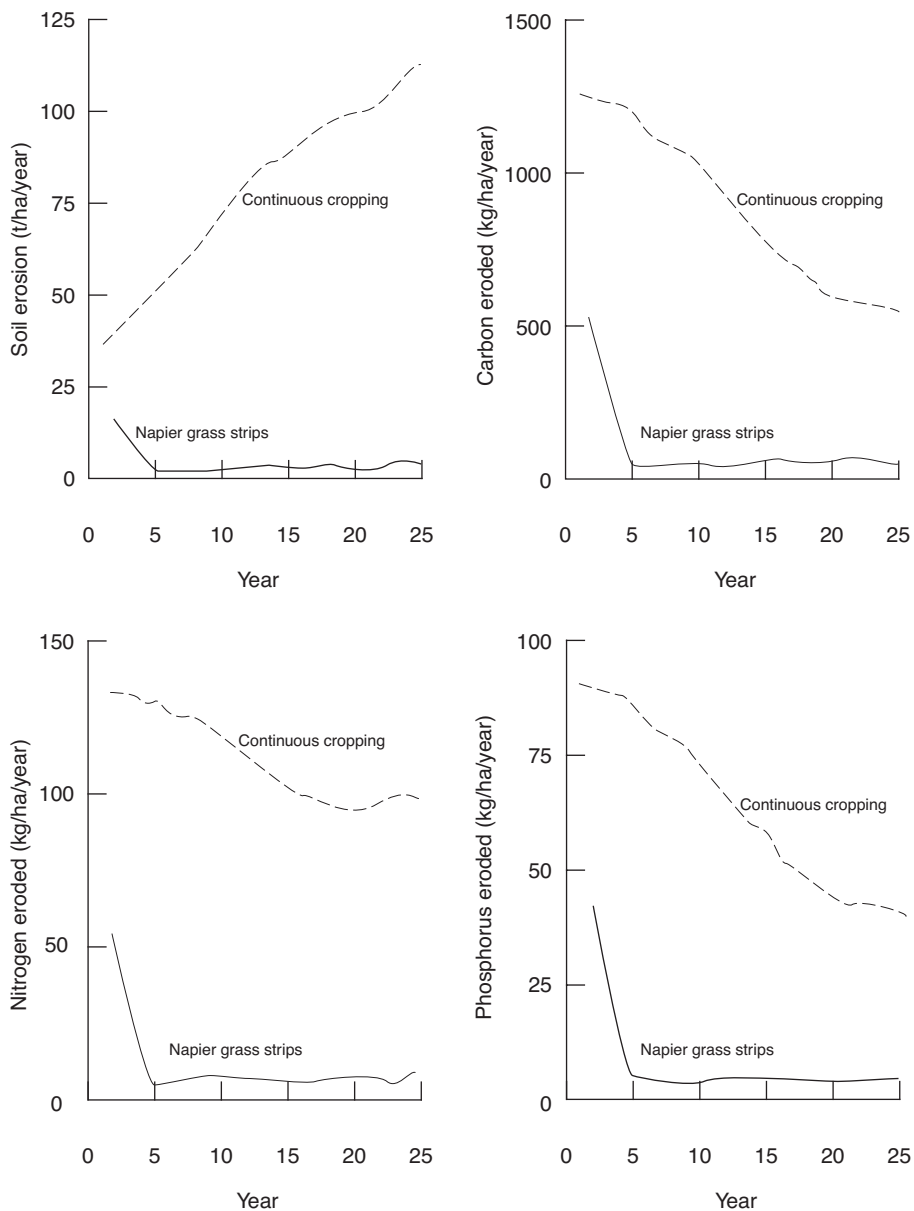 125
100
75
50
25
0
Soil erosion (t/ha/year)
Continuous cropping
Napier grass strips
0 5 10 15 20 25
Year
1500
1000
500
0
Carbon eroded (kg/ha/year)
Continuous cropping
Napier grass strips
0 5 10 15 20 25
Year
150
100
50
0
Nitrogen eroded (kg/ha/year)
Continuous cropping
Napier grass strips
0 5 10 15 20 25
Year
100
75
50
25
0
Phosphorus eroded (kg/ha/year)
Continuous cropping
Napier grass strips
0 5 10 15 20 25
Year